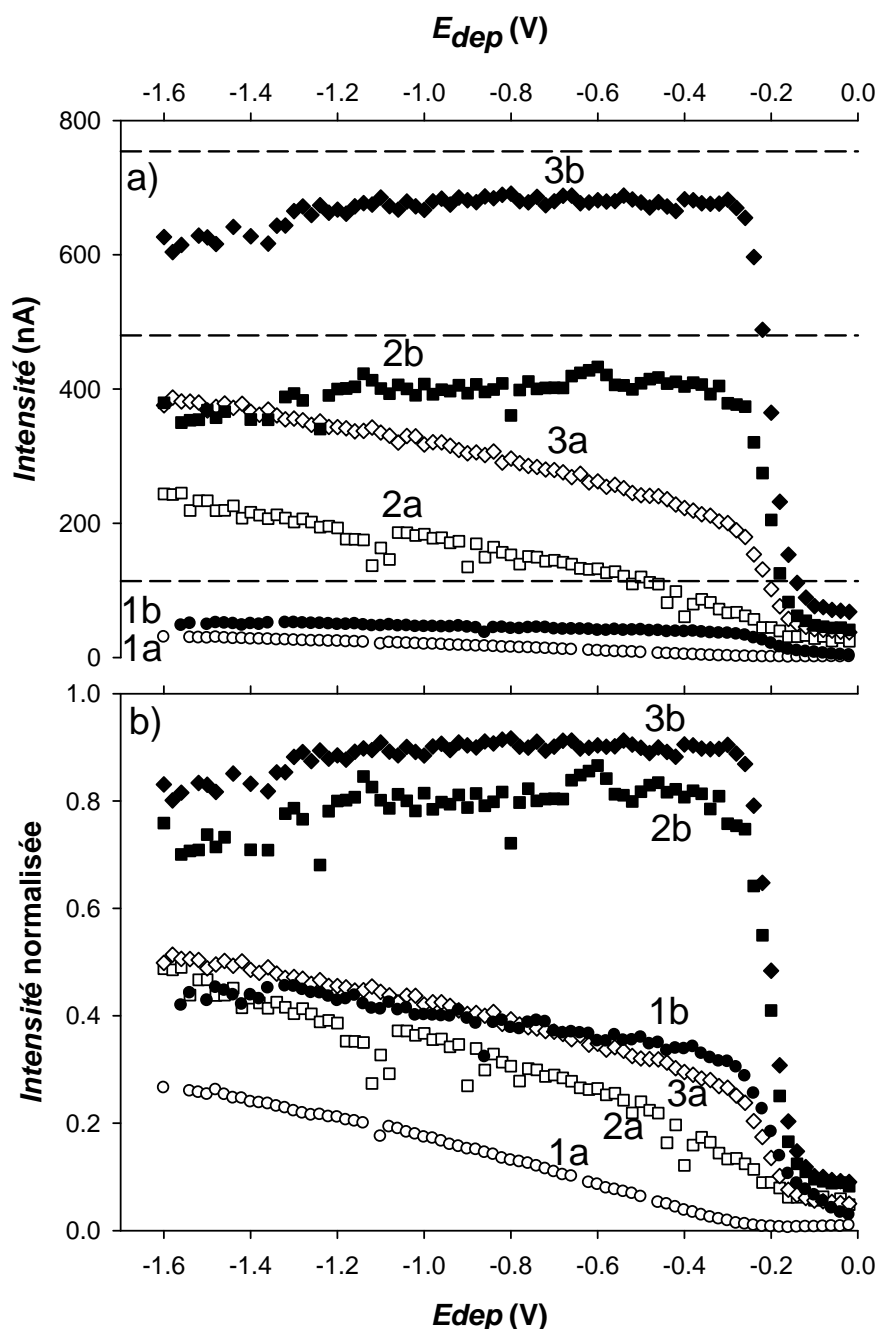 E_dep (V)
-1.6 -1.4 -1.2 -1.0 -0.8 -0.6 -0.4 -0.2 0.0
800
a)
3b
600
Intensité (nA)
2b
400
3a
2a
200
1b
1a
0
1.0
b)
3b
0.8
2b
Intensité normalisée
0.6
1b
0.4
3a
2a
0.2
1a
0.0
-1.6 -1.4 -1.2 -1.0 -0.8 -0.6 -0.4 -0.2 0.0
Edep (V)